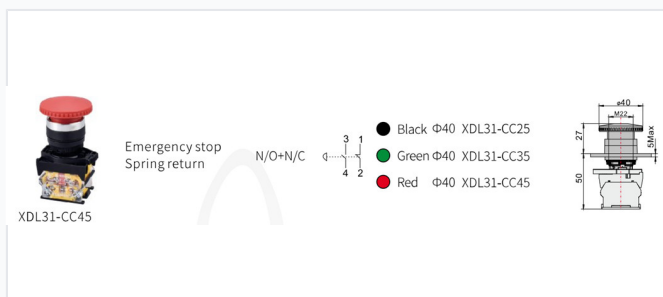 XDL31-CC45
Emergency stop
Spring return
N/O+N/C
3 1
4 2
Black Φ40 XDL31-CC25
Green Φ40 XDL31-CC35
Red Φ40 XDL31-CC45
ø40
M22
27
5Max
50